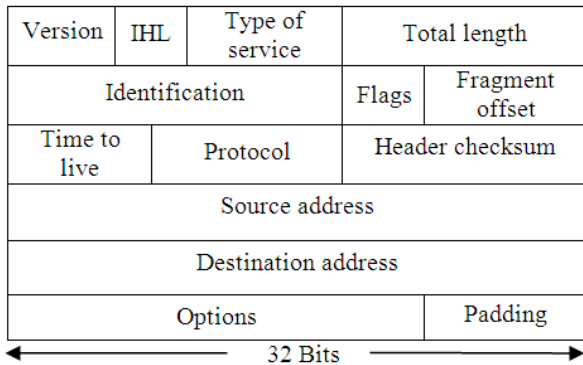 Version IHL Type of service Total length
Identification Flags Fragment offset
Time to live Protocol Header checksum
Source address
Destination address
Options Padding
32 Bits